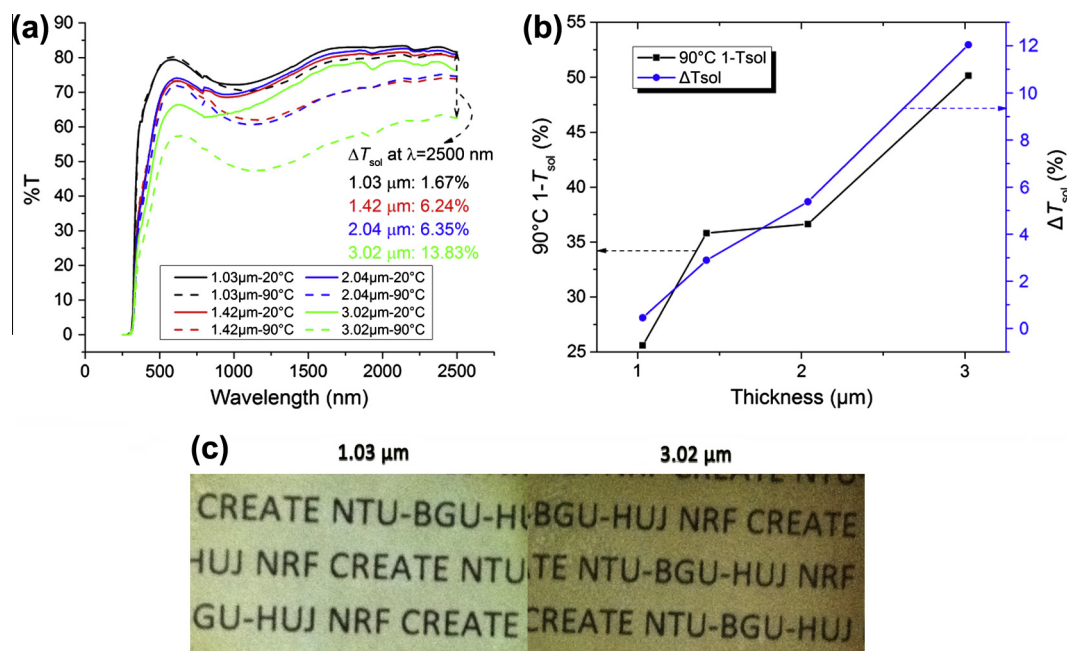 (a)
90
80
70
60
50
40
30
20
10
0
%T
0
500
1000
1500
2000
2500
Wavelength (nm)
ΔTsol at λ=2500 nm
1.03 μm: 1.67%
1.42 μm: 6.24%
2.04 μm: 6.35%
3.02 μm: 13.83%
1.03μm-20°C
1.03μm-90°C
1.42μm-20°C
1.42μm-90°C
2.04μm-20°C
2.04μm-90°C
3.02μm-20°C
3.02μm-90°C
(b)
55
50
45
40
35
30
25
90°C 1-Tsol (%)
90°C 1-Tsol
ΔTsol
12
10
8
6
4
2
0
ΔTsol (%)
1
2
3
Thickness (μm)
(c)
1.03 μm
3.02 μm
CREATE NTU-BGU-HU
HUJ NRF CREATE NTU
GU-HUJ NRF CREATE
NRF CREATE NTU
-BGU-HUJ NRF CREATE
TE NTU-BGU-HUJ NRF
CREATE NTU-BGU-HUJ